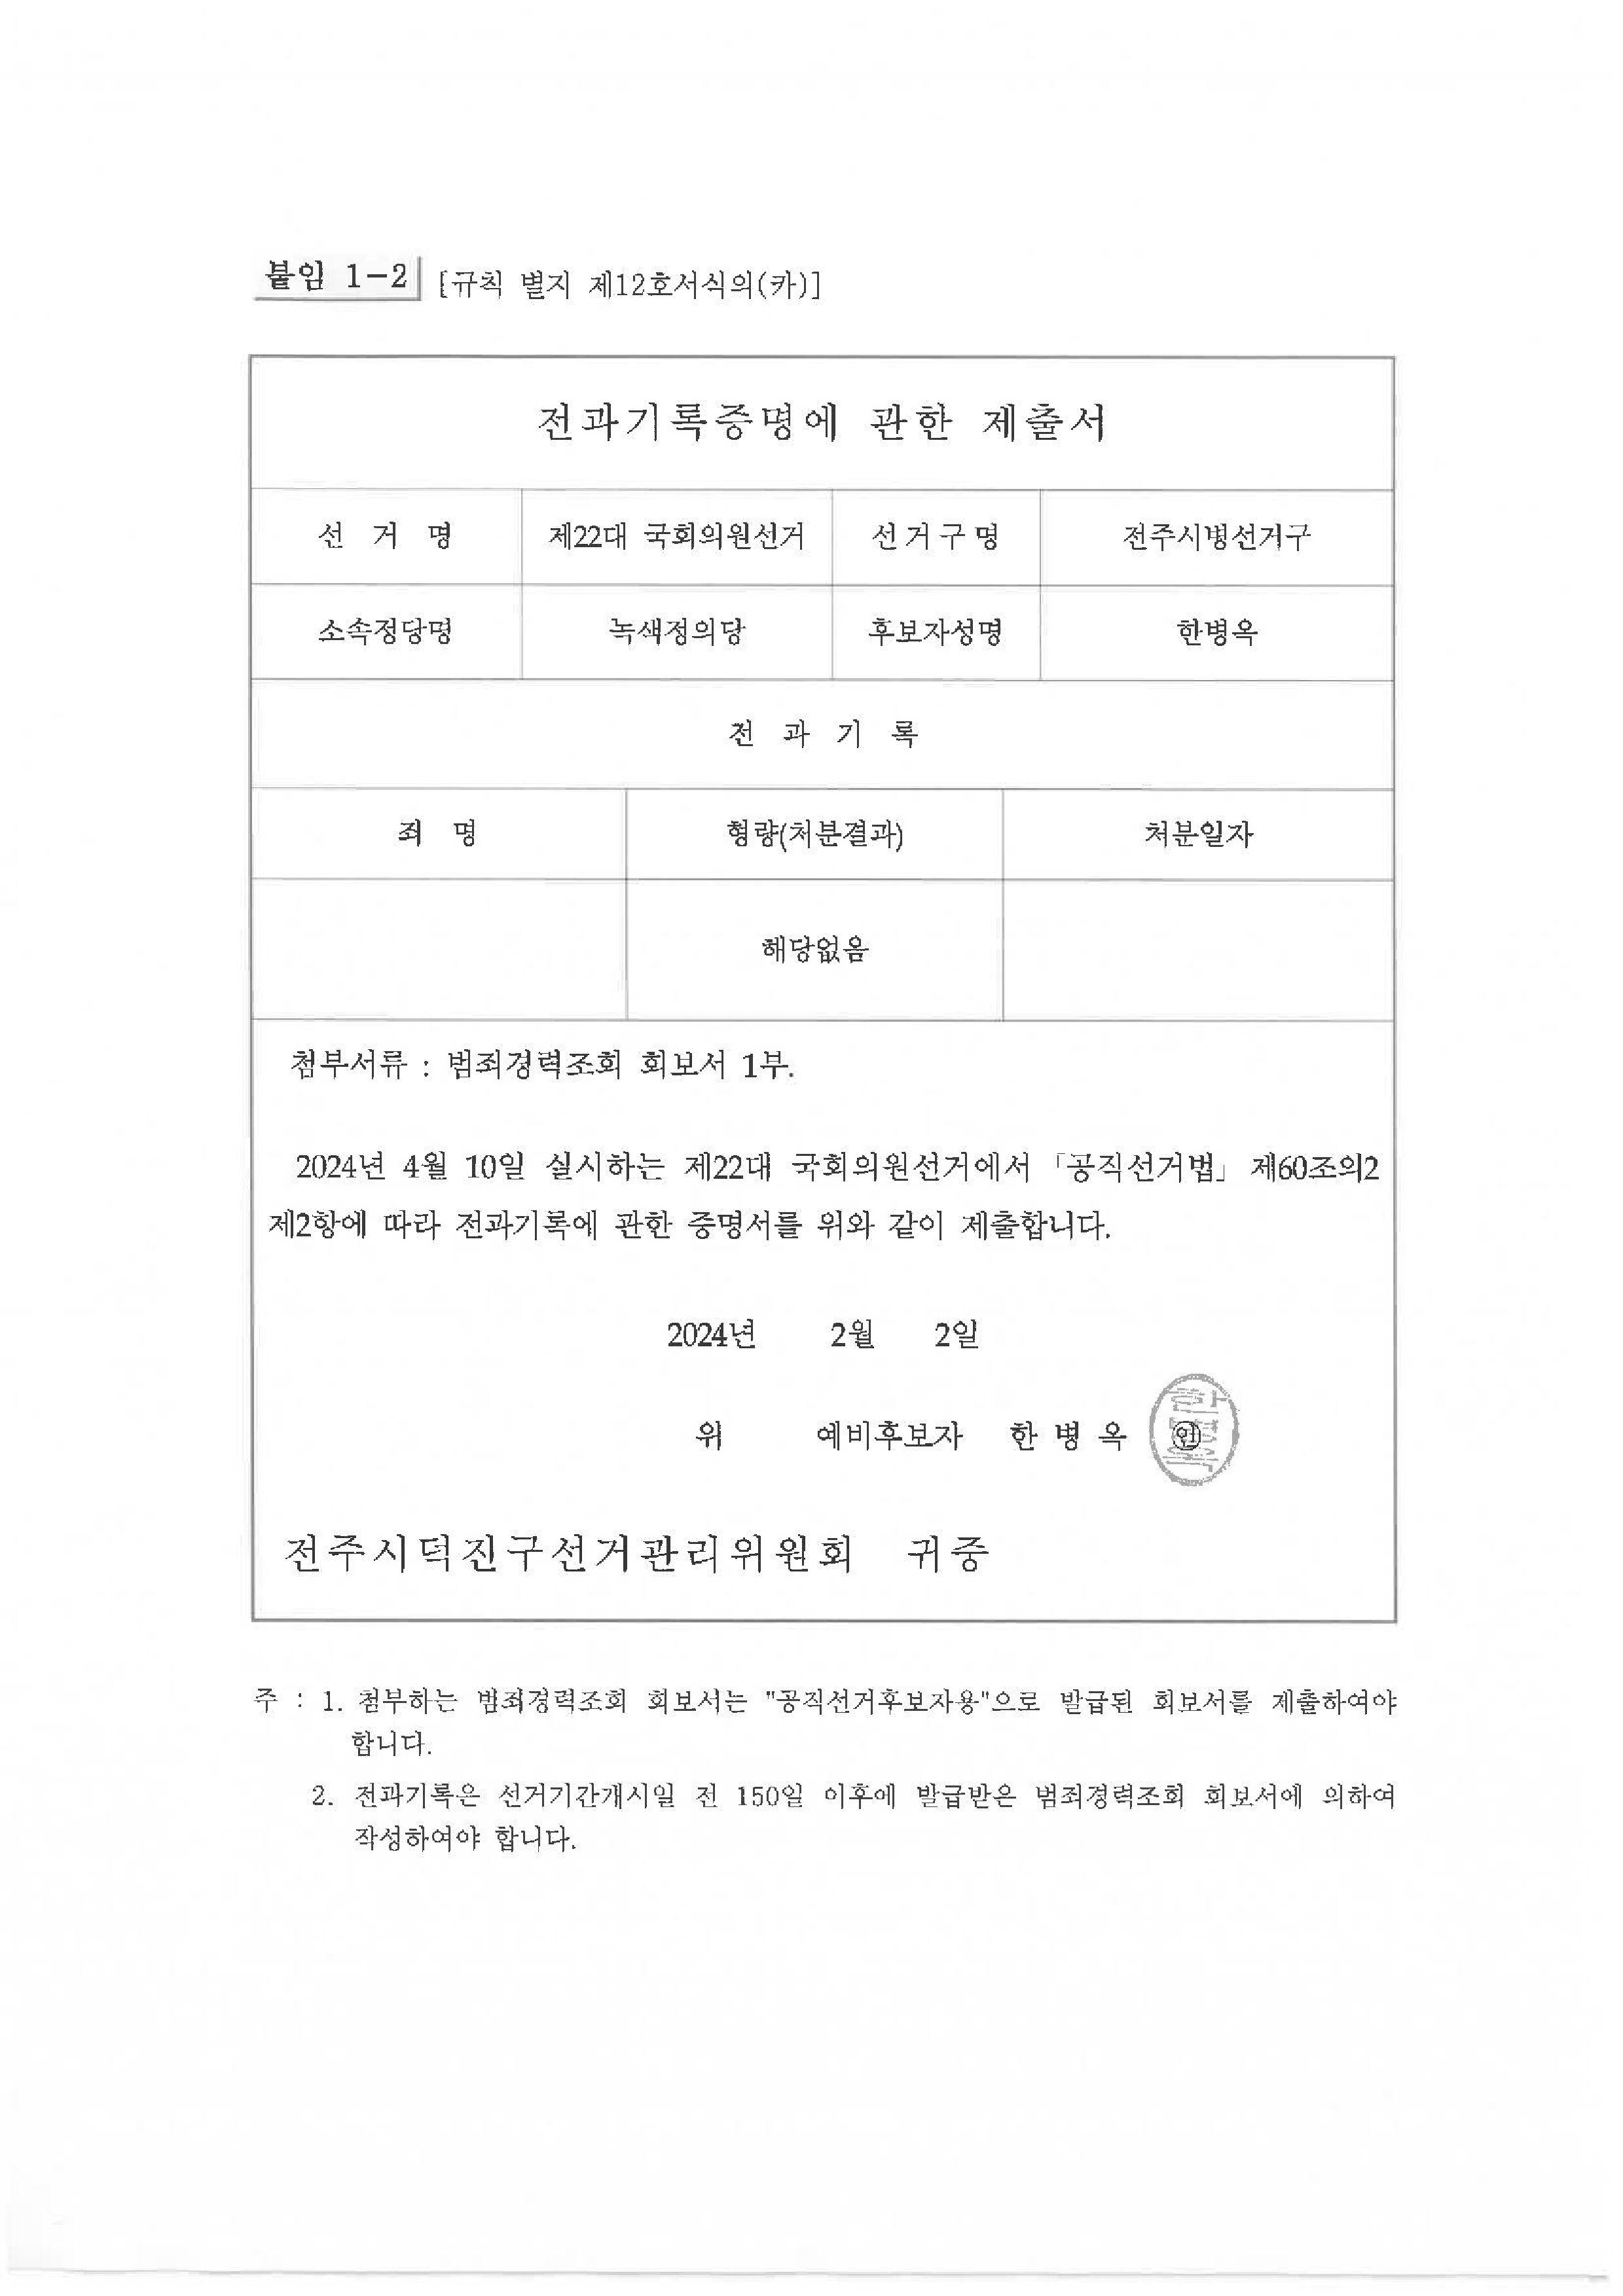 붙임 1-2 [규칙 별지 제12호서식의(카)]
전과기록증명에 관한 제출서
선 거 명 제22대 국회의원선거 선거구명 전주시병선거구
소속정당명 녹색정의당 후보자성명 한병옥
전 과 기 록
죄 명 형량(처분결과) 처분일자
해당없음
첨부서류 : 범죄경력조회 회보서 1부.
2024년 4월 10일 실시하는 제22대 국회의원선거에서 「공직선거법」 제60조의2
제2항에 따라 전과기록에 관한 증명서를 위와 같이 제출합니다.
2024년 2월 2일
위 예비후보자 한 병 옥 ㊞
한병옥
전주시덕진구선거관리위원회 귀중
주 : 1. 첨부하는 범죄경력조회 회보서는 "공직선거후보자용"으로 발급된 회보서를 제출하여야
합니다.
2. 전과기록은 선거기간개시일 전 150일 이후에 발급받은 범죄경력조회 회보서에 의하여
작성하여야 합니다.